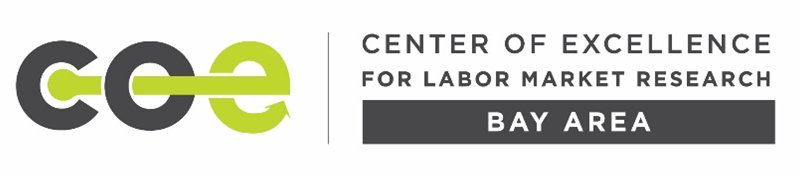 coe
CENTER OF EXCELLENCE
FOR LABOR MARKET RESEARCH
BAY AREA